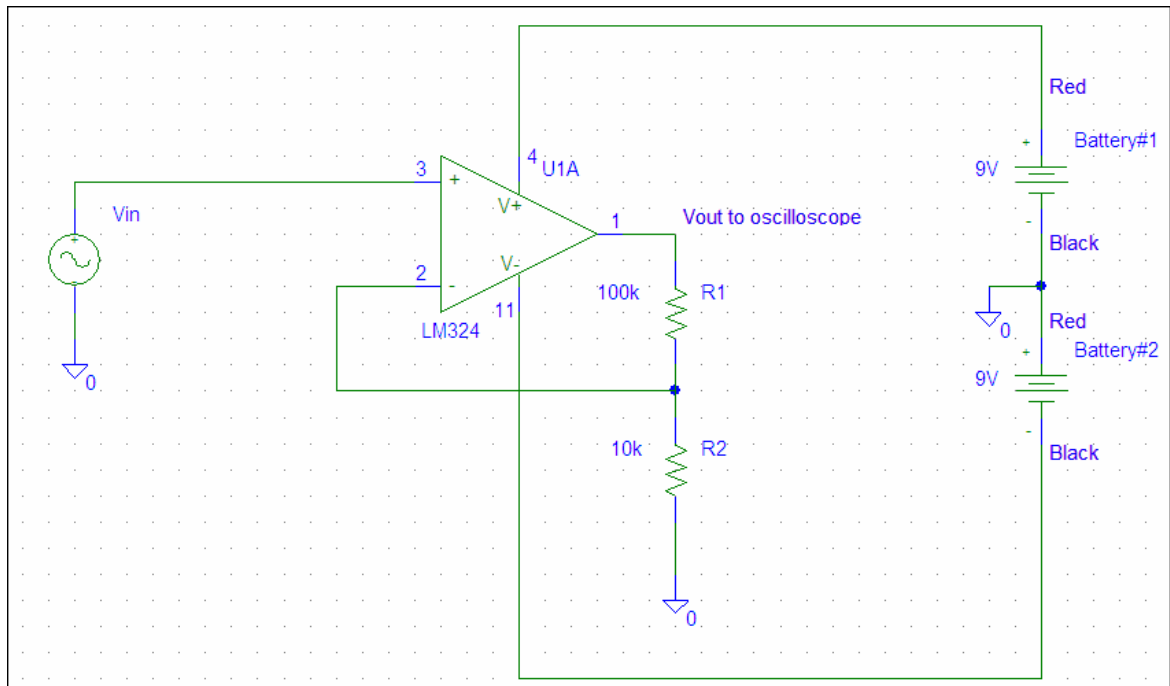 Red
+
Battery#1
9V
-
Black
0
Red
+
Battery#2
9V
-
Black
Vin
+
-
0
3
+
4
U1A
V+
1
Vout to oscilloscope
2
-
V-
11
LM324
100k
R1
10k
R2
0